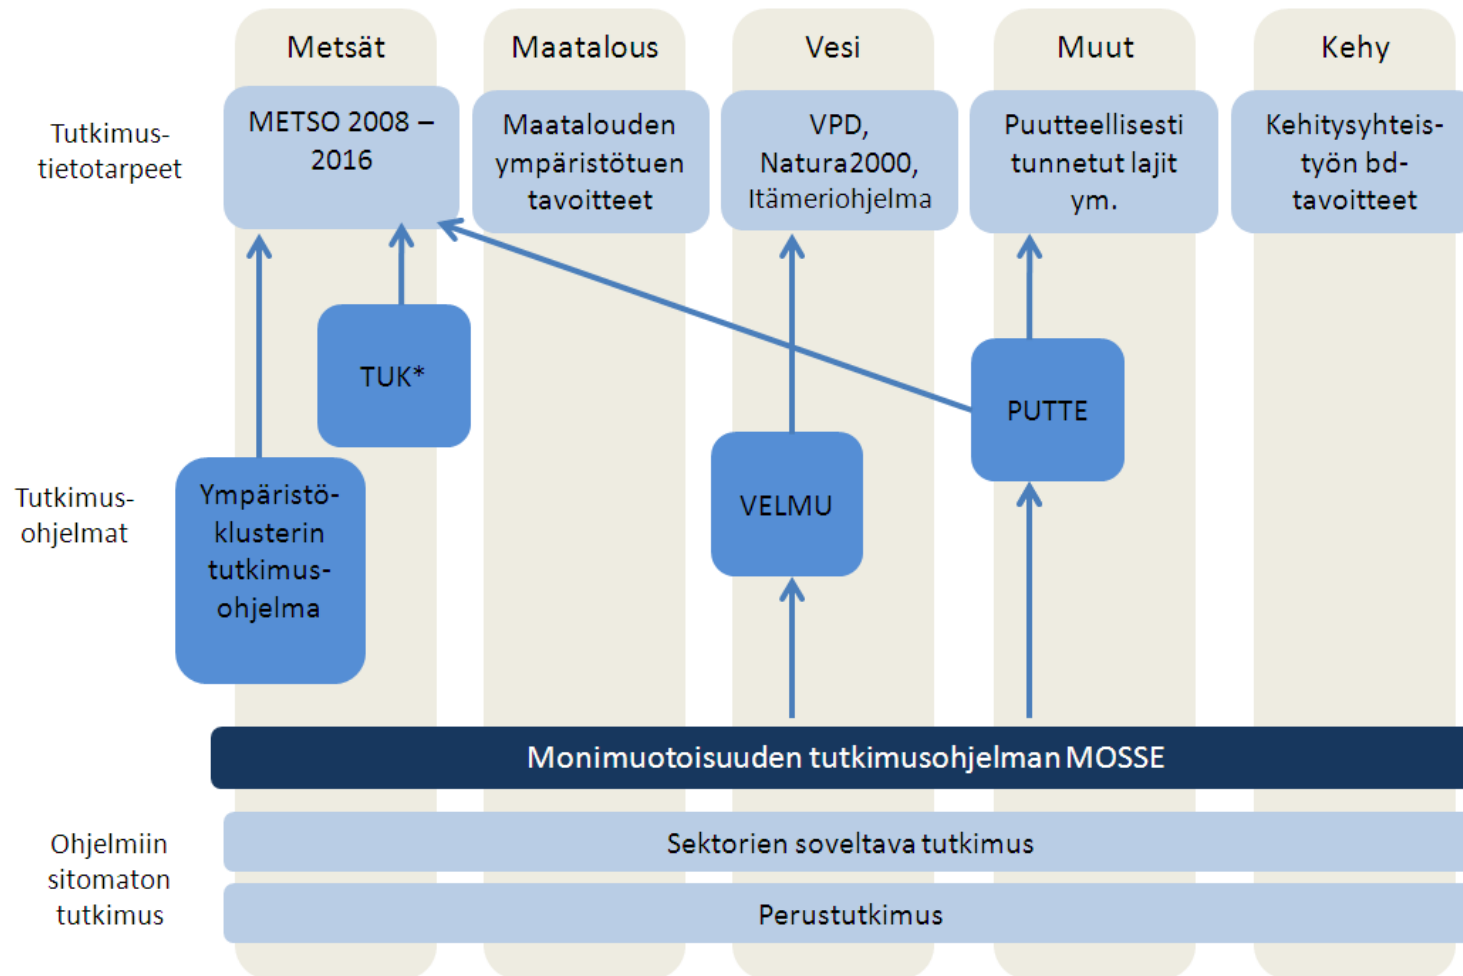 Metsät
Maatalous
Vesi
Muut
Kehy
Tutkimus-
tietotarpeet
METSO 2008 –
2016
Maatalouden
ympäristötuen
tavoitteet
VPD,
Natura2000,
Itämeriohjelma
Puutteellisesti
tunnetut lajit
ym.
Kehitysyhteis-
työn bd-
tavoitteet
TUK*
PUTTE
Tutkimus-
ohjelmat
Ympäristö-
klusterin
tutkimus-
ohjelma
VELMU
Monimuotoisuuden tutkimusohjelman MOSSE
Ohjelmiin
sitomaton
tutkimus
Sektorien soveltava tutkimus
Perustutkimus